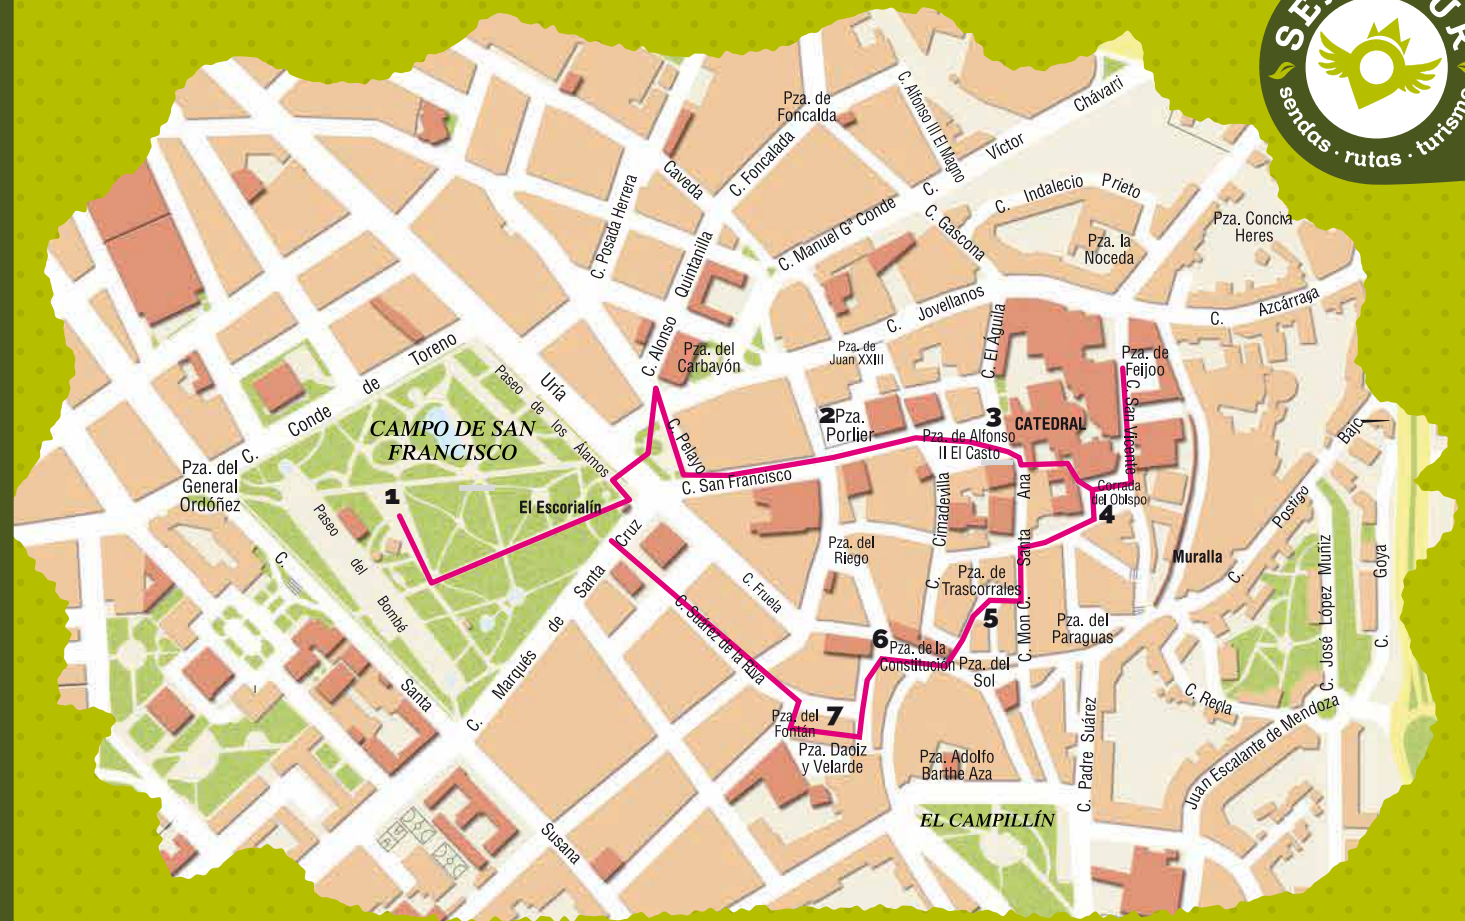 SE
UR
sendas · rutas · turismo
Pza. de
Foncalda
C. Alfonso III El Magno
Chávarri
Víctor
C.
C. Foncalada
Caveda
C. Indalecio Prieto
C. Posada Herrera
C. Manuel Gª Conde
C. Gascona
Pza. la
Noceda
Pza. Concha
Heres
Quintanilla
C. Alonso
C. Jovellanos
C. El Águila
C. Azcárraga
Pza. del
Carbayón
Pza. de
Juan XXIII
Pza. de
Feijoo
C. San Vicente
Toreno
de
Conde
C.
Uría
Paseo de los Álamos
CAMPO DE SAN
FRANCISCO
C. Pelayo
2
Pza.
Porlier
3
CATEDRAL
Pza. de Alfonso
II El Casto
Pza. del
General
Ordóñez
1
El Escorialín
C. San Francisco
Corrada
del Obispo
4
Paseo del Bombé
C. Santa Susana
C. Marqués de Santa Cruz
C. Fruela
Pza. del
Riego
C. Cimadevilla
C. Santa Ana
Muralla
C. Postigo Bajo
C. José López Muñiz
C. Goya
Pza. de
Trascorrales
5
C. Mon
Pza. del
Paraguas
C. Suárez de la Riva
6
Pza. de la
Constitución
Pza. del
Sol
C. Regla
7
Pza. del
Fontán
Pza. Daoiz
y Velarde
Pza. Adolfo
Barthe Aza
C. Padre Suárez
Juan Escalante de Mendoza
EL CAMPILLÍN